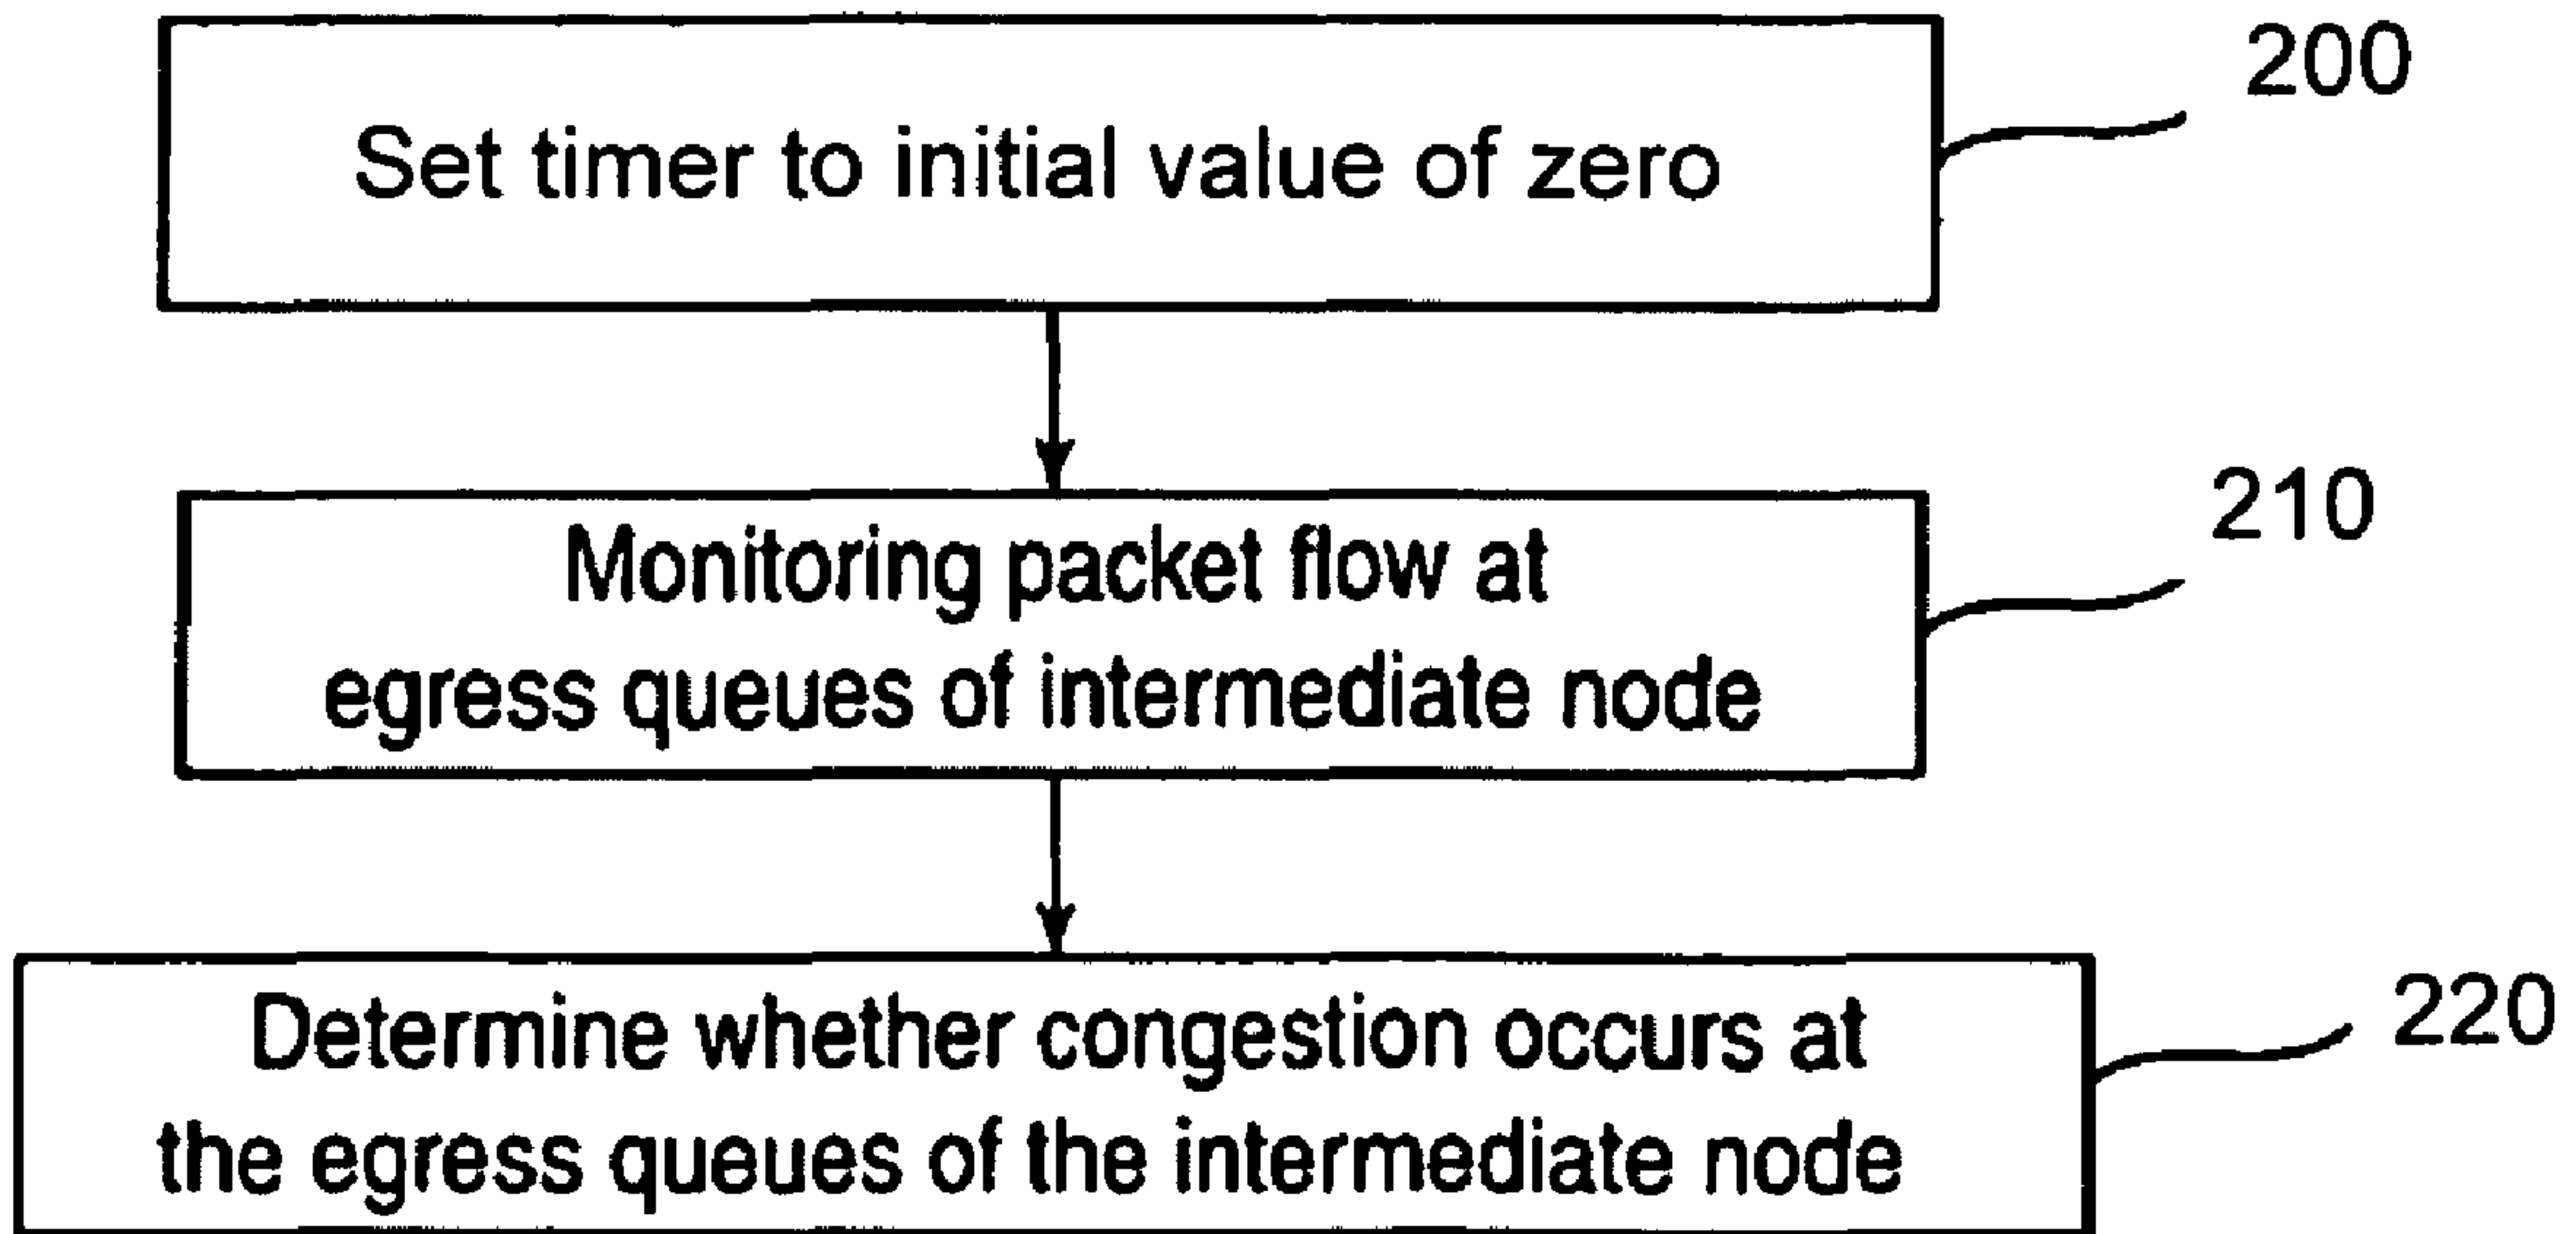 200
Set timer to initial value of zero
210
Monitoring packet flow at
egress queues of intermediate node
220
Determine whether congestion occurs at
the egress queues of the intermediate node